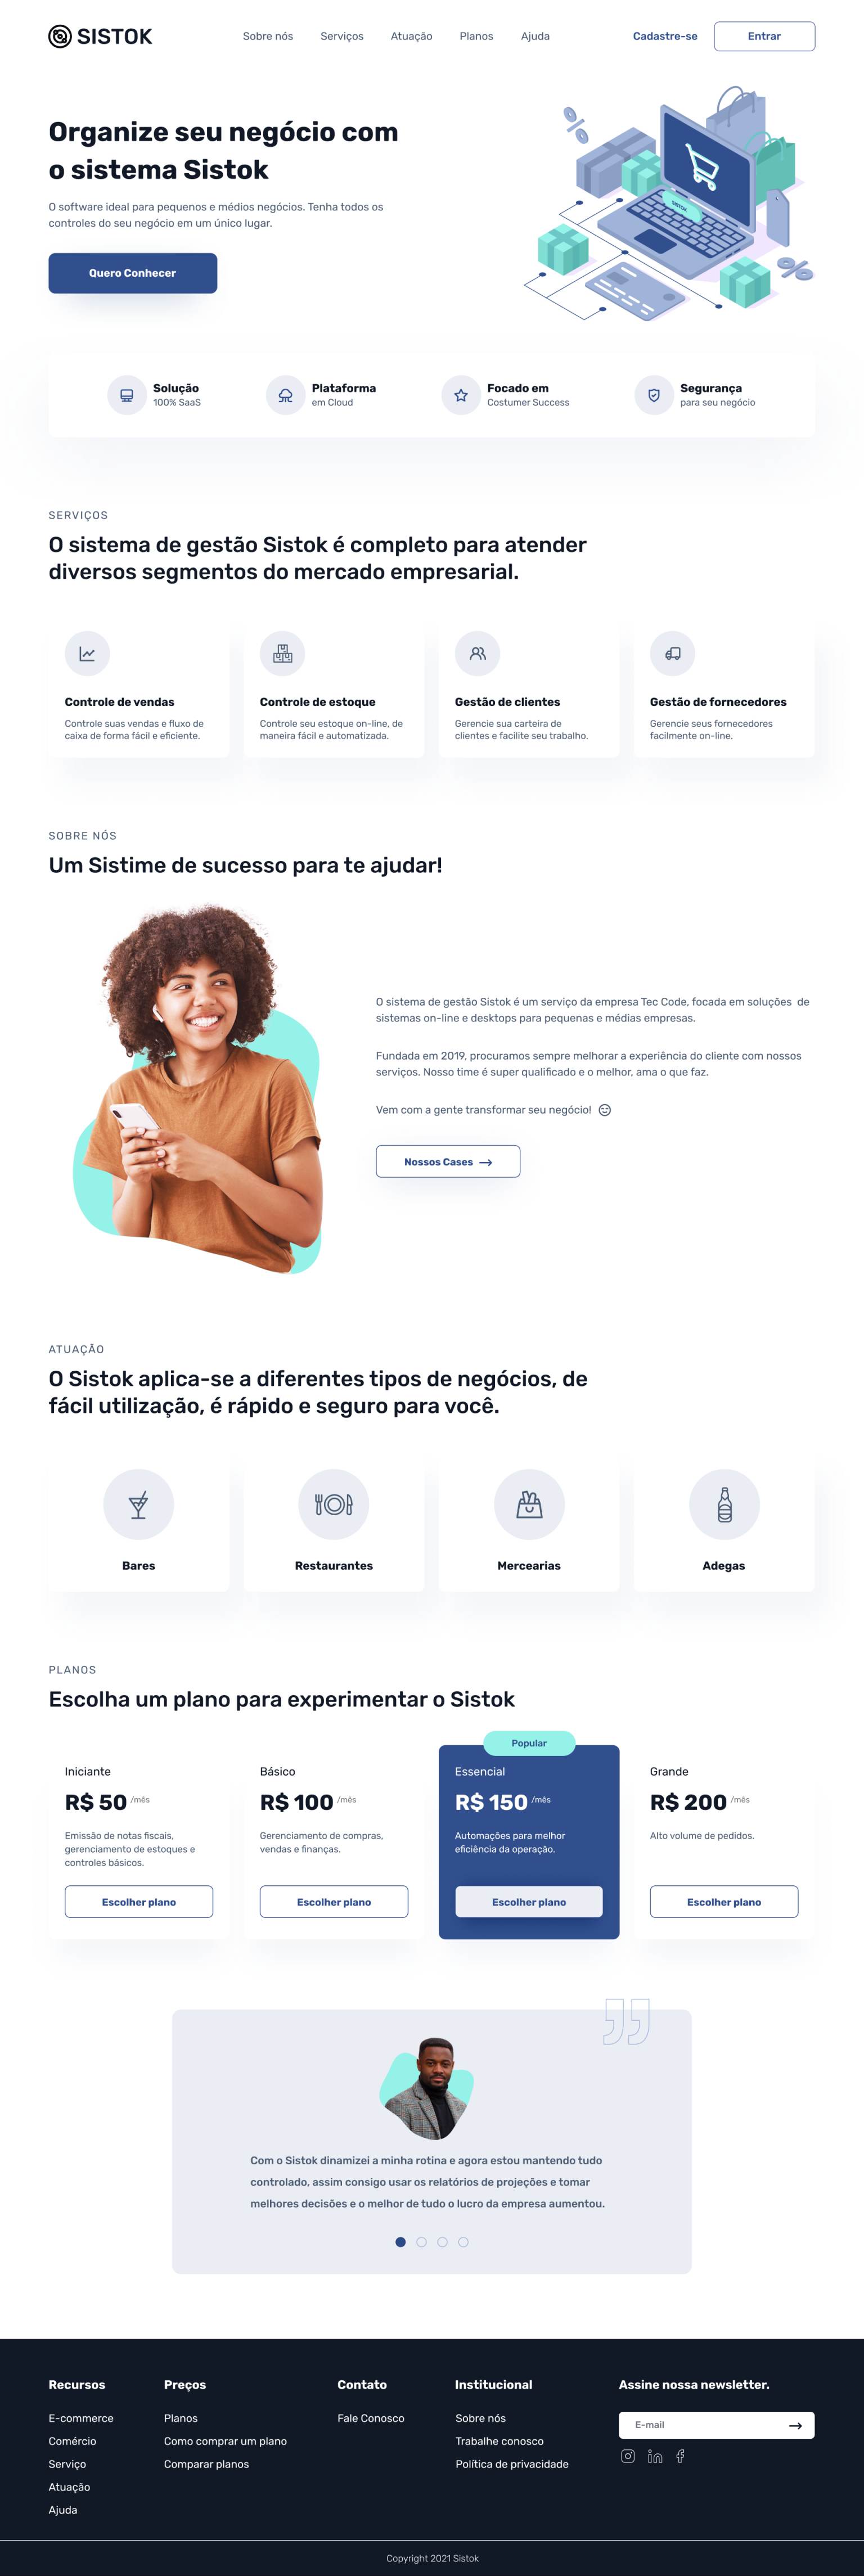 SISTOK
Sobre nós
Serviços
Atuação
Planos
Ajuda
Cadastre-se
Entrar
Organize seu negócio com
o sistema Sistok
O software ideal para pequenos e médios negócios. Tenha todos os
controles do seu negócio em um único lugar.
Quero Conhecer
SISTOK
Solução
100% SaaS
Plataforma
em Cloud
Focado em
Costumer Success
Segurança
para seu negócio
SERVIÇOS
O sistema de gestão Sistok é completo para atender
diversos segmentos do mercado empresarial.
Controle de vendas
Controle suas vendas e fluxo de
caixa de forma fácil e eficiente.
Controle de estoque
Controle seu estoque on-line, de
maneira fácil e automatizada.
Gestão de clientes
Gerencie sua carteira de
clientes e facilite seu trabalho.
Gestão de fornecedores
Gerencie seus fornecedores
facilmente on-line.
SOBRE NÓS
Um Sistime de sucesso para te ajudar!
O sistema de gestão Sistok é um serviço da empresa Tec Code, focada em soluções de
sistemas on-line e desktops para pequenas e médias empresas.
Fundada em 2019, procuramos sempre melhorar a experiência do cliente com nossos
serviços. Nosso time é super qualificado e o melhor, ama o que faz.
Vem com a gente transformar seu negócio!
Nossos Cases
ATUAÇÃO
O Sistok aplica-se a diferentes tipos de negócios, de
fácil utilização, é rápido e seguro para você.
Bares
Restaurantes
Mercearias
Adegas
PLANOS
Escolha um plano para experimentar o Sistok
Iniciante
R$ 50 /mês
Emissão de notas fiscais,
gerenciamento de estoques e
controles básicos.
Escolher plano
Básico
R$ 100 /mês
Gerenciamento de compras,
vendas e finanças.
Escolher plano
Popular
Essencial
R$ 150 /mês
Automações para melhor
eficiência da operação.
Escolher plano
Grande
R$ 200 /mês
Alto volume de pedidos.
Escolher plano
Com o Sistok dinamizei a minha rotina e agora estou mantendo tudo
controlado, assim consigo usar os relatórios de projeções e tomar
melhores decisões e o melhor de tudo o lucro da empresa aumentou.
Recursos
E-commerce
Comércio
Serviço
Atuação
Ajuda
Preços
Planos
Como comprar um plano
Comparar planos
Contato
Fale Conosco
Institucional
Sobre nós
Trabalhe conosco
Política de privacidade
Assine nossa newsletter.
E-mail
Copyright 2021 Sistok